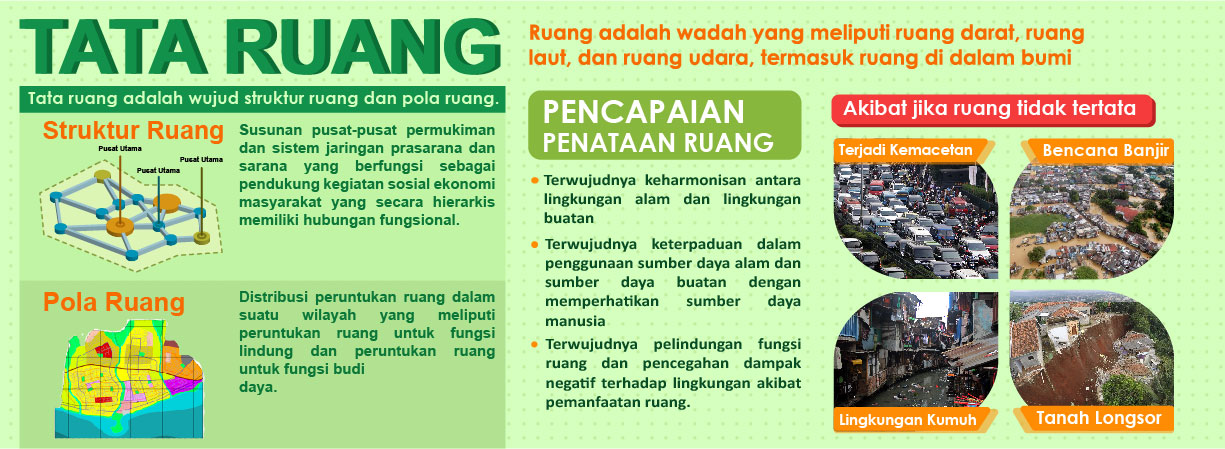 TATA RUANG
Tata ruang adalah wujud struktur ruang dan pola ruang.
Struktur Ruang
Pusat Utama
Pusat Utama
Pusat Utama
Susunan pusat-pusat permukiman
dan sistem jaringan prasarana dan
sarana yang berfungsi sebagai
pendukung kegiatan sosial ekonomi
masyarakat yang secara hierarkis
memiliki hubungan fungsional.
Pola Ruang
Distribusi peruntukan ruang dalam
suatu wilayah yang meliputi
peruntukan ruang untuk fungsi
lindung dan peruntukan ruang
untuk fungsi budi
daya.
Ruang adalah wadah yang meliputi ruang darat, ruang
laut, dan ruang udara, termasuk ruang di dalam bumi
PENCAPAIAN
PENATAAN RUANG
• Terwujudnya keharmonisan antara
lingkungan alam dan lingkungan
buatan
• Terwujudnya keterpaduan dalam
penggunaan sumber daya alam dan
sumber daya buatan dengan
memperhatikan sumber daya
manusia
• Terwujudnya pelindungan fungsi
ruang dan pencegahan dampak
negatif terhadap lingkungan akibat
pemanfaatan ruang.
Akibat jika ruang tidak tertata
Terjadi Kemacetan
Bencana Banjir
Lingkungan Kumuh
Tanah Longsor